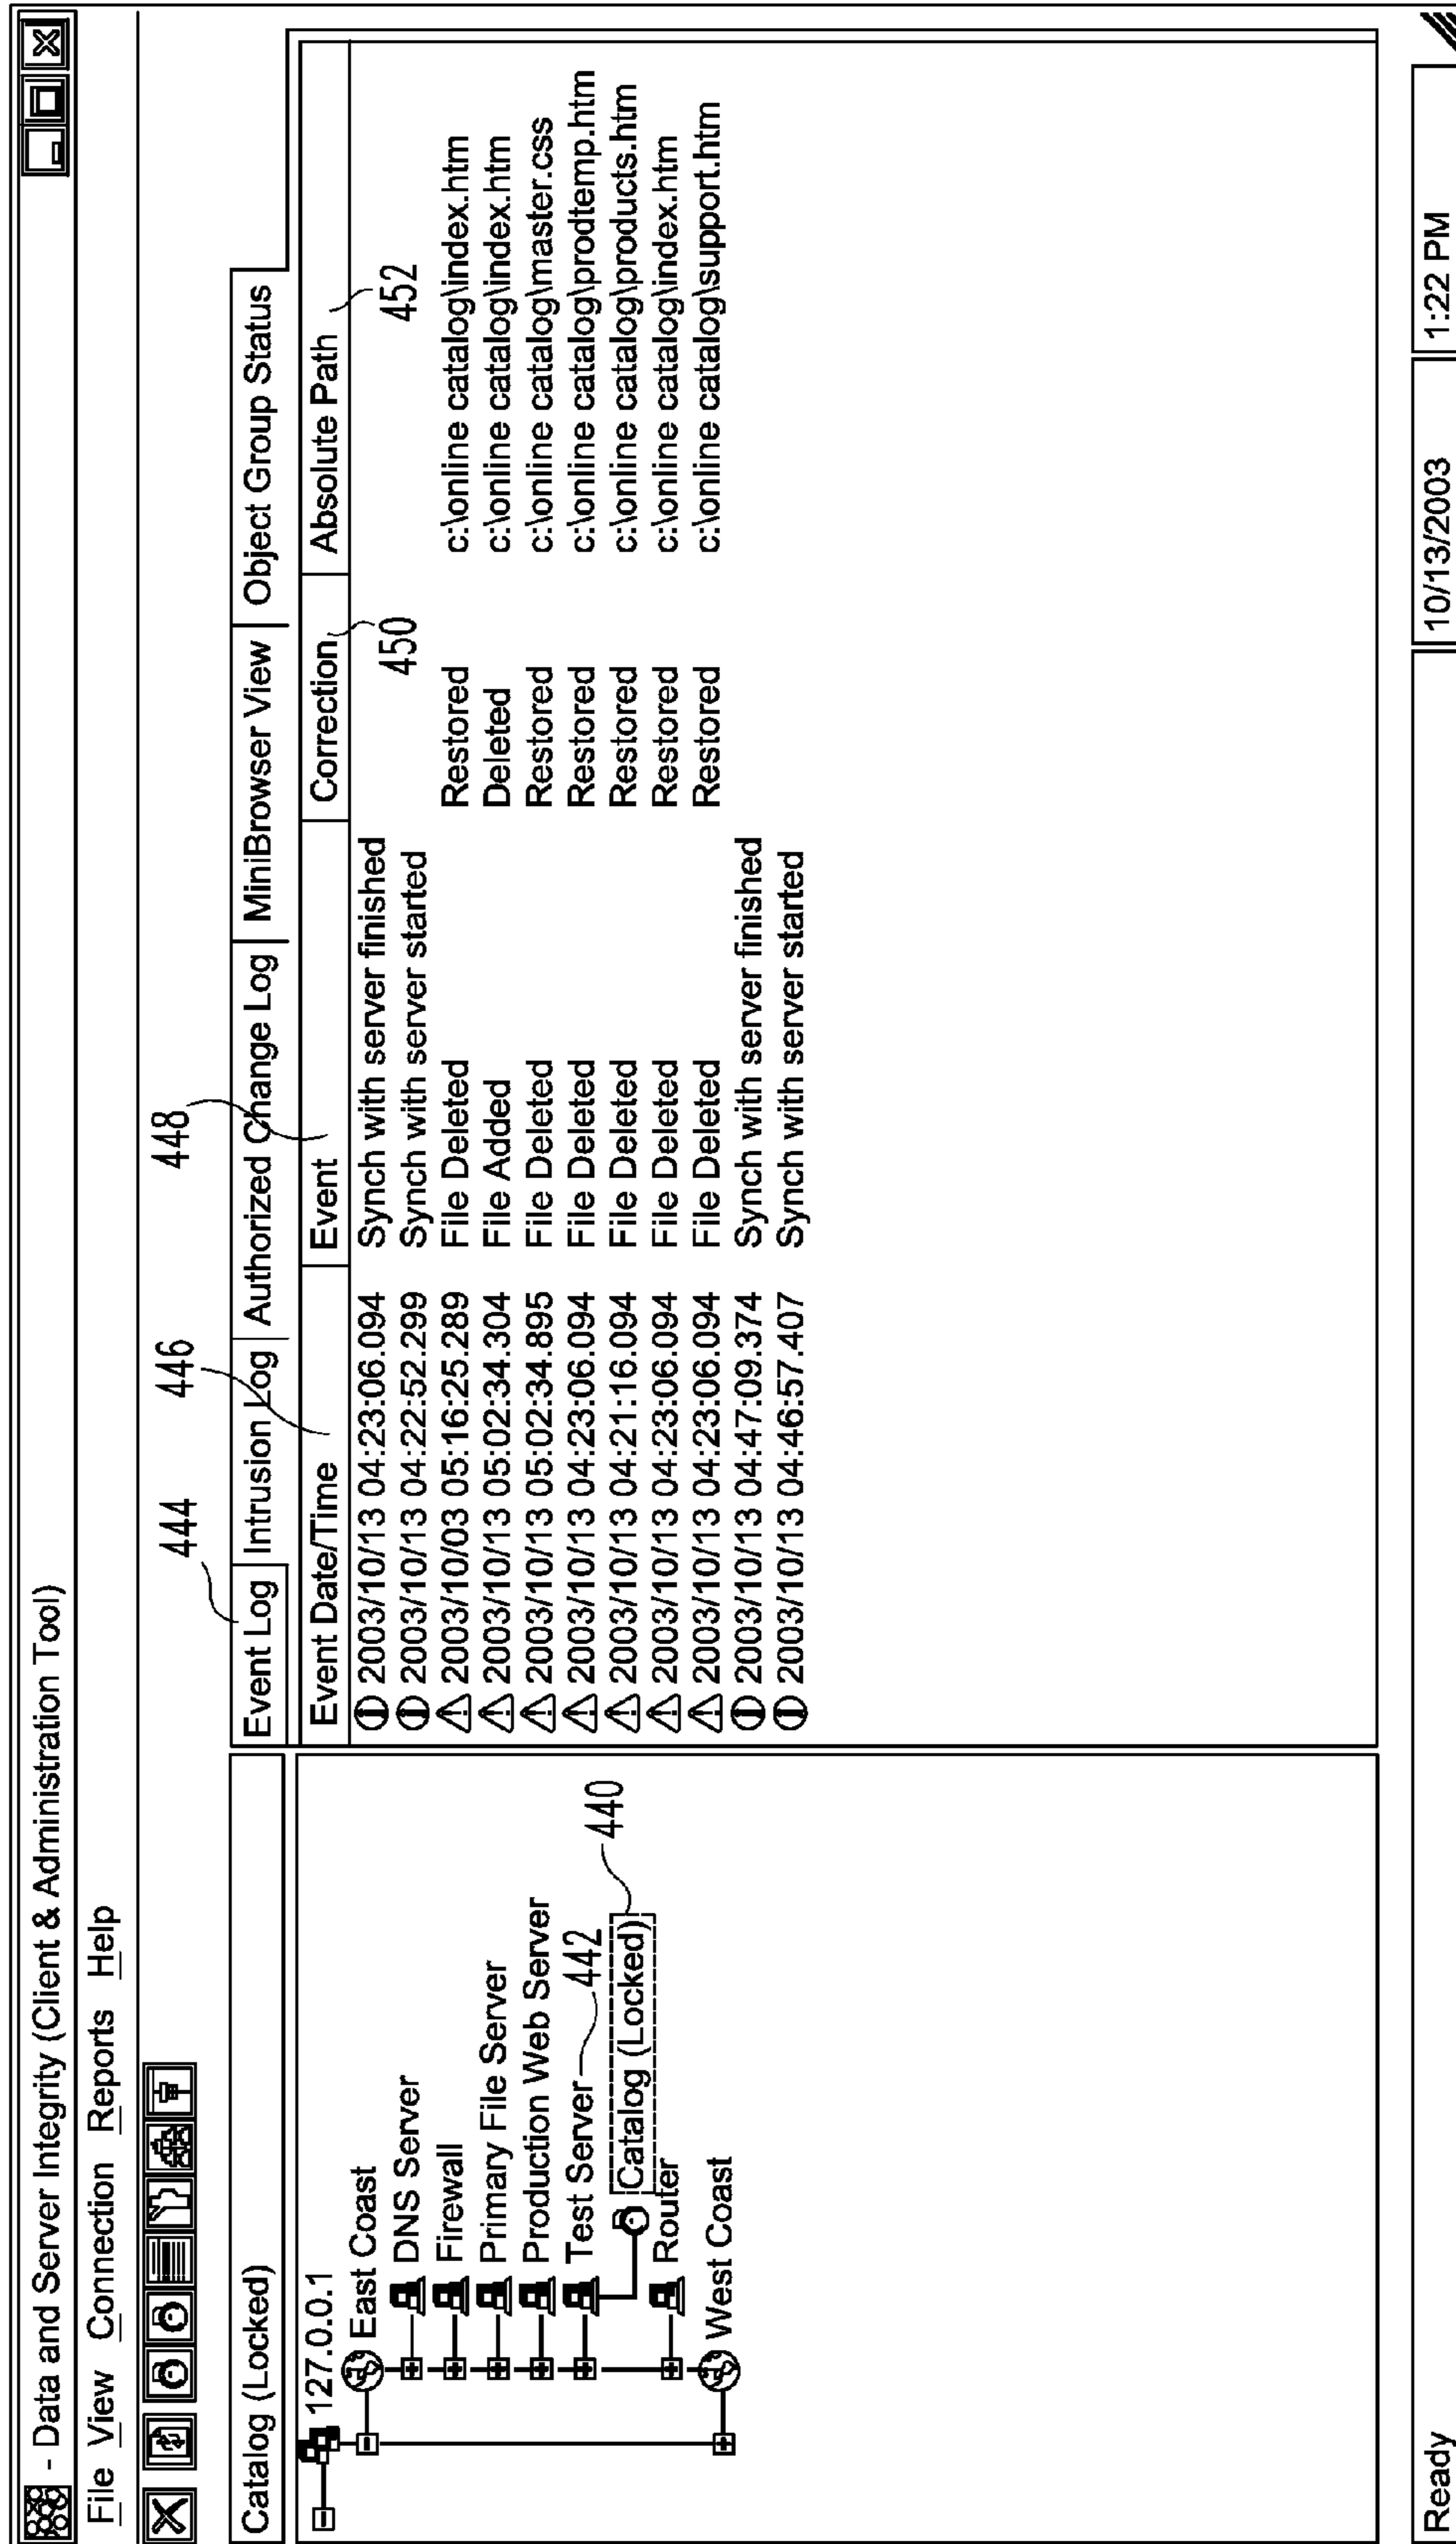 - Data and Server Integrity (Client & Administration Tool)
File View Connection Reports Help
Catalog (Locked)
127.0.0.1
East Coast
DNS Server
Firewall
Primary File Server
Production Web Server
Test Server 442
Catalog (Locked) 440
Router
West Coast
444 446 448
Event Log Intrusion Log Authorized Change Log MiniBrowser View Object Group Status
Event Date/Time Event Correction Absolute Path
450 452
2003/10/13 04:23:06.094 Synch with server finished
2003/10/13 04:22:52.299 Synch with server started
2003/10/03 05:16:25.289 File Deleted Restored c:\online catalog\index.htm
2003/10/13 05:02:34.304 File Added Deleted c:\online catalog\index.htm
2003/10/13 05:02:34.895 File Deleted Restored c:\online catalog\master.css
2003/10/13 04:23:06.094 File Deleted Restored c:\online catalog\prodtemp.htm
2003/10/13 04:21:16.094 File Deleted Restored c:\online catalog\products.htm
2003/10/13 04:23:06.094 File Deleted Restored c:\online catalog\index.htm
2003/10/13 04:23:06.094 File Deleted Restored c:\online catalog\support.htm
2003/10/13 04:47:09.374 Synch with server finished
2003/10/13 04:46:57.407 Synch with server started
Ready 10/13/2003 1:22 PM